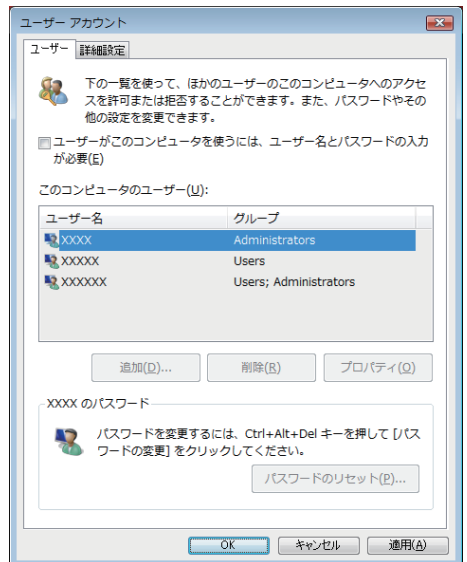 ユーザー アカウント
ユーザー 詳細設定
下の一覧を使って、ほかのユーザーのこのコンピュータへのアクセ
スを許可または拒否することができます。また、パスワードやその
他の設定を変更できます。
ユーザーがこのコンピュータを使うには、ユーザー名とパスワードの入力
が必要(E)
このコンピュータのユーザー(U):
ユーザー名 グループ
XXXX Administrators
XXXXX Users
XXXXXX Users; Administrators
追加(D)... 削除(R) プロパティ(O)
XXXX のパスワード
パスワードを変更するには、Ctrl+Alt+Del キーを押して [パス
ワードの変更] をクリックしてください。
パスワードのリセット(P)...
OK キャンセル 適用(A)